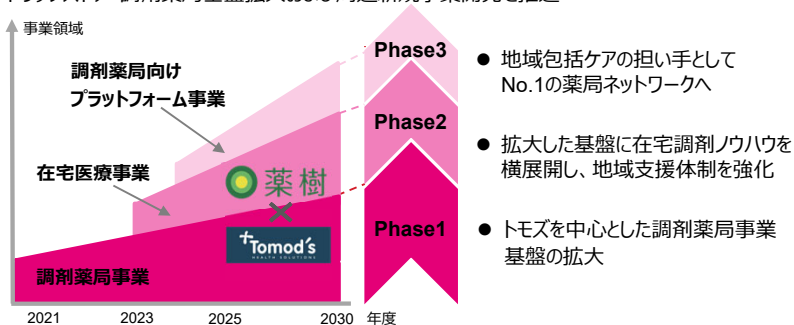 事業領域
調剤薬局向け
プラットフォーム事業
在宅医療事業
薬樹
Tomod's
HEALTH SOLUTIONS
調剤薬局事業
2021
2023
2025
2030
年度
Phase3
Phase2
Phase1
● 地域包括ケアの担い手として
No.1の薬局ネットワークへ
● 拡大した基盤に在宅調剤ノウハウを
横展開し、地域支援体制を強化
● トモズを中心とした調剤薬局事業
基盤の拡大